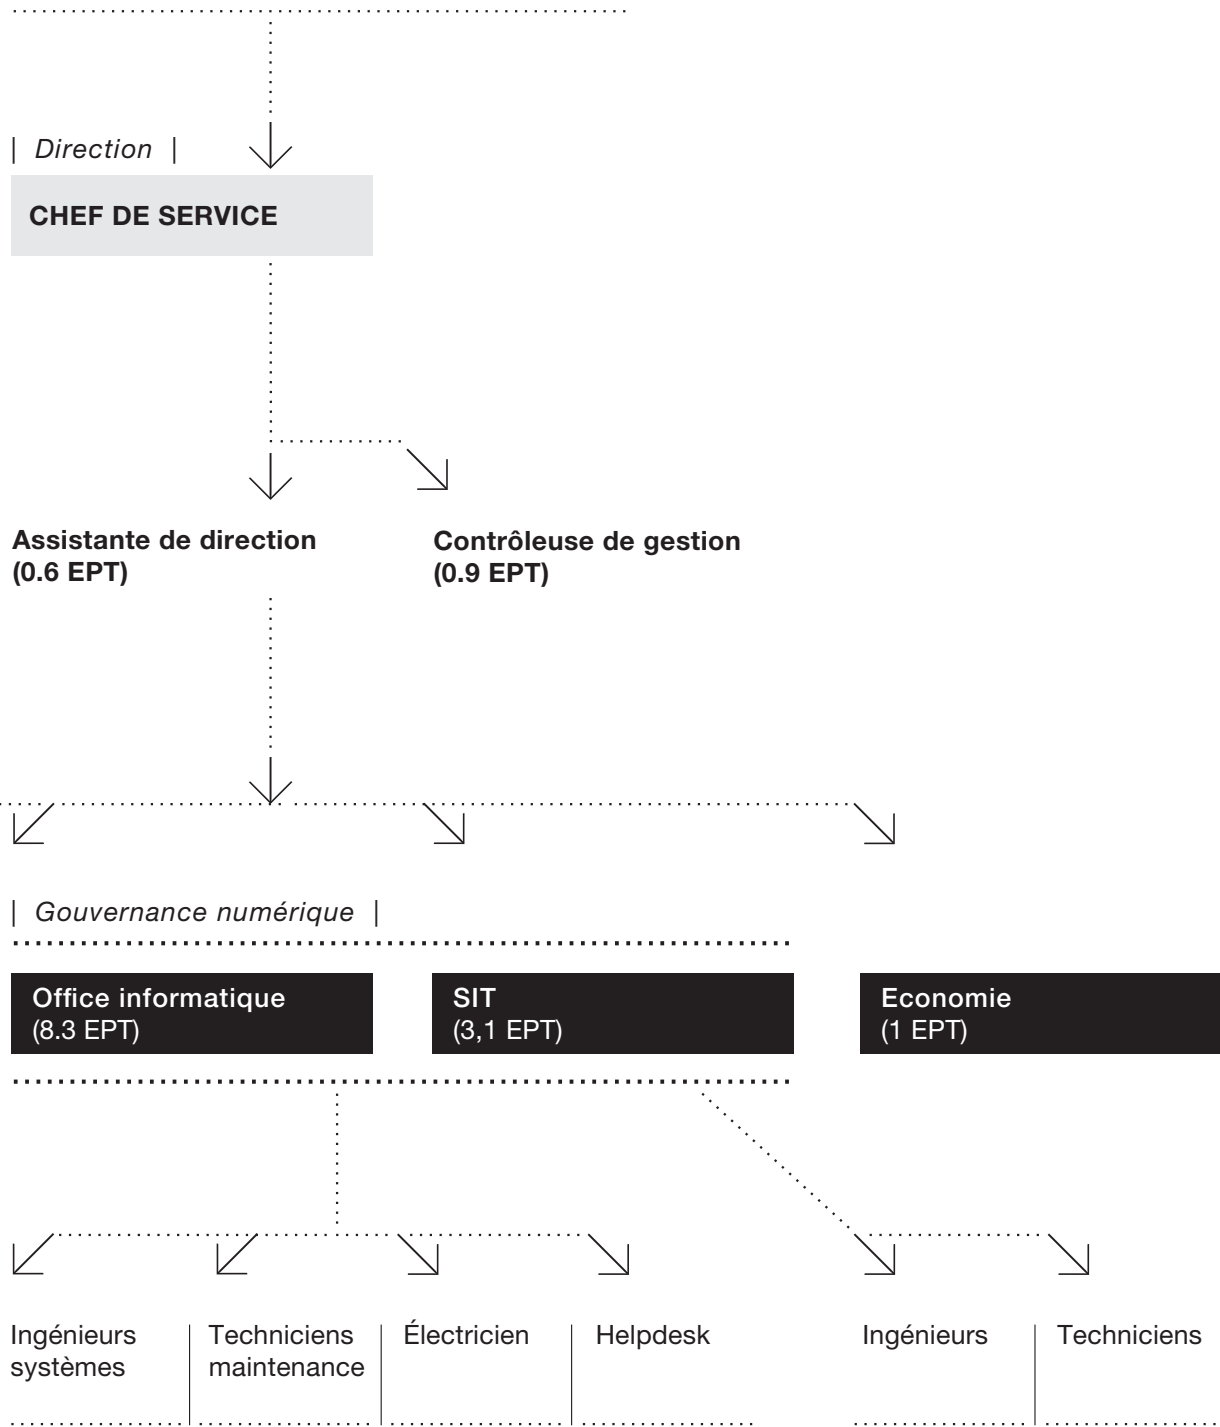 | Direction |
CHEF DE SERVICE
Assistante de direction
(0.6 EPT)
Contrôleuse de gestion
(0.9 EPT)
| Gouvernance numérique |
Office informatique
(8.3 EPT)
SIT
(3,1 EPT)
Economie
(1 EPT)
Ingénieurs
systèmes
Techniciens
maintenance
Électricien
Helpdesk
Ingénieurs
Techniciens